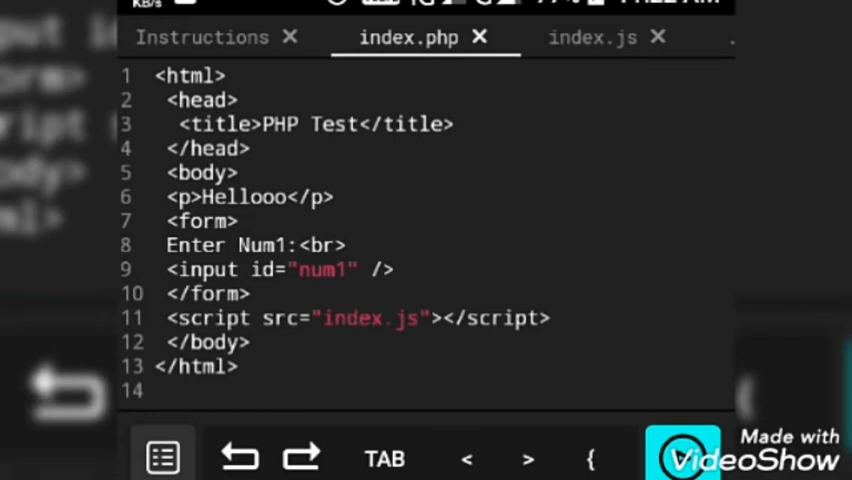 KB/s
Instructions × index.php × index.js ×
1 <html>
2 <head>
3 <title>PHP Test</title>
4 </head>
5 <body>
6 <p>Hellooo</p>
7 <form>
8 Enter Num1:<br>
9 <input id="num1" />
10 </form>
11 <script src="index.js"></script>
12 </body>
13 </html>
14
TAB < > {
Made with
VideoShow